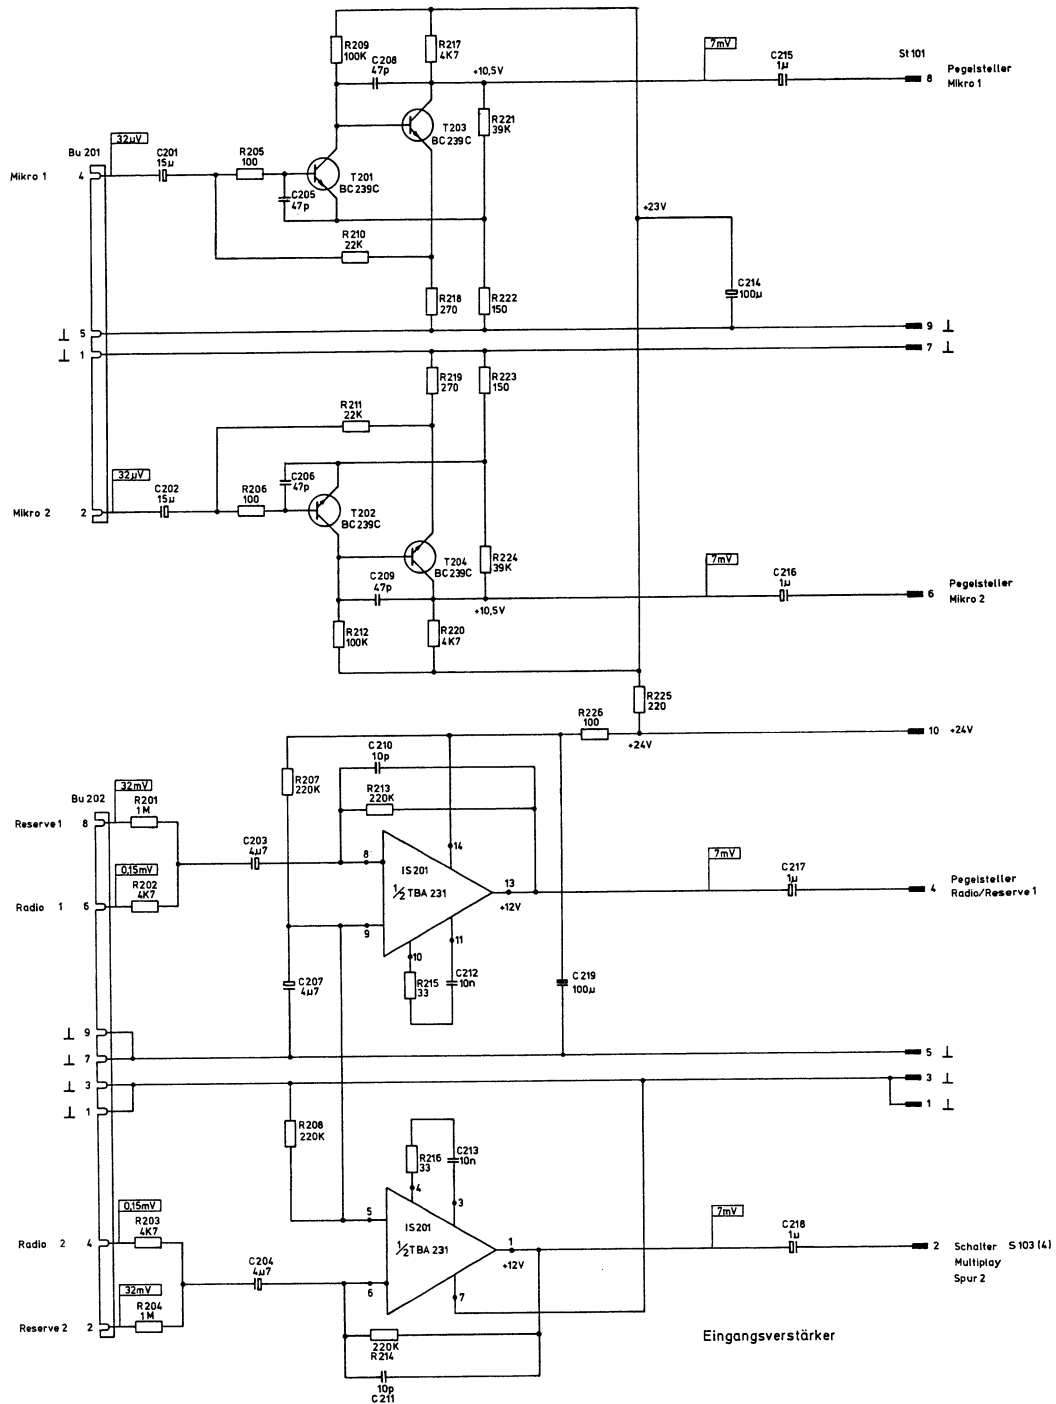 R209
100K
R217
4K7
C208
47p
+10,5V
7mV
C215
1µ
St 101
8
Pegelsteller
Mikro 1
T203
BC 239C
R221
39K
Bu 201
32µV
C201
15µ
R205
100
Mikro 1
4
T201
BC 239C
C205
47p
+23V
R210
22K
C214
100µ
R218
270
R222
150
⊥ 5
9 ⊥
⊥ 1
7 ⊥
R219
270
R223
150
R211
22K
32µV
C202
15µ
R206
100
C206
47p
Mikro 2
2
T202
BC 239C
T204
BC 239C
R224
39K
7mV
C216
1µ
C209
47p
6
Pegelsteller
Mikro 2
+10,5V
R212
100K
R220
4K7
R225
220
R226
100
+24V
10 +24V
C210
10p
R207
220K
R213
220K
32mV
Bu 202
R201
1M
Reserve 1
8
C203
4µ7
8
14
IS201
½ TBA 231
13
+12V
7mV
C217
1µ
4
Pegelsteller
Radio/Reserve 1
0,15mV
R202
4K7
Radio 1
6
9
10
11
C207
4µ7
R215
33
C212
10n
C219
100µ
⊥ 9
⊥ 7
5 ⊥
⊥ 3
3 ⊥
⊥ 1
1 ⊥
R208
220K
R216
33
C213
10n
4
3
0,15mV
R203
4K7
Radio 2
4
5
IS201
½ TBA 231
1
+12V
7mV
C218
1µ
2
Schalter S 103 (4)
Multiplay
Spur 2
C204
4µ7
6
7
32mV
R204
1M
Reserve 2
2
220K
R214
10p
C211
Eingangsverstärker